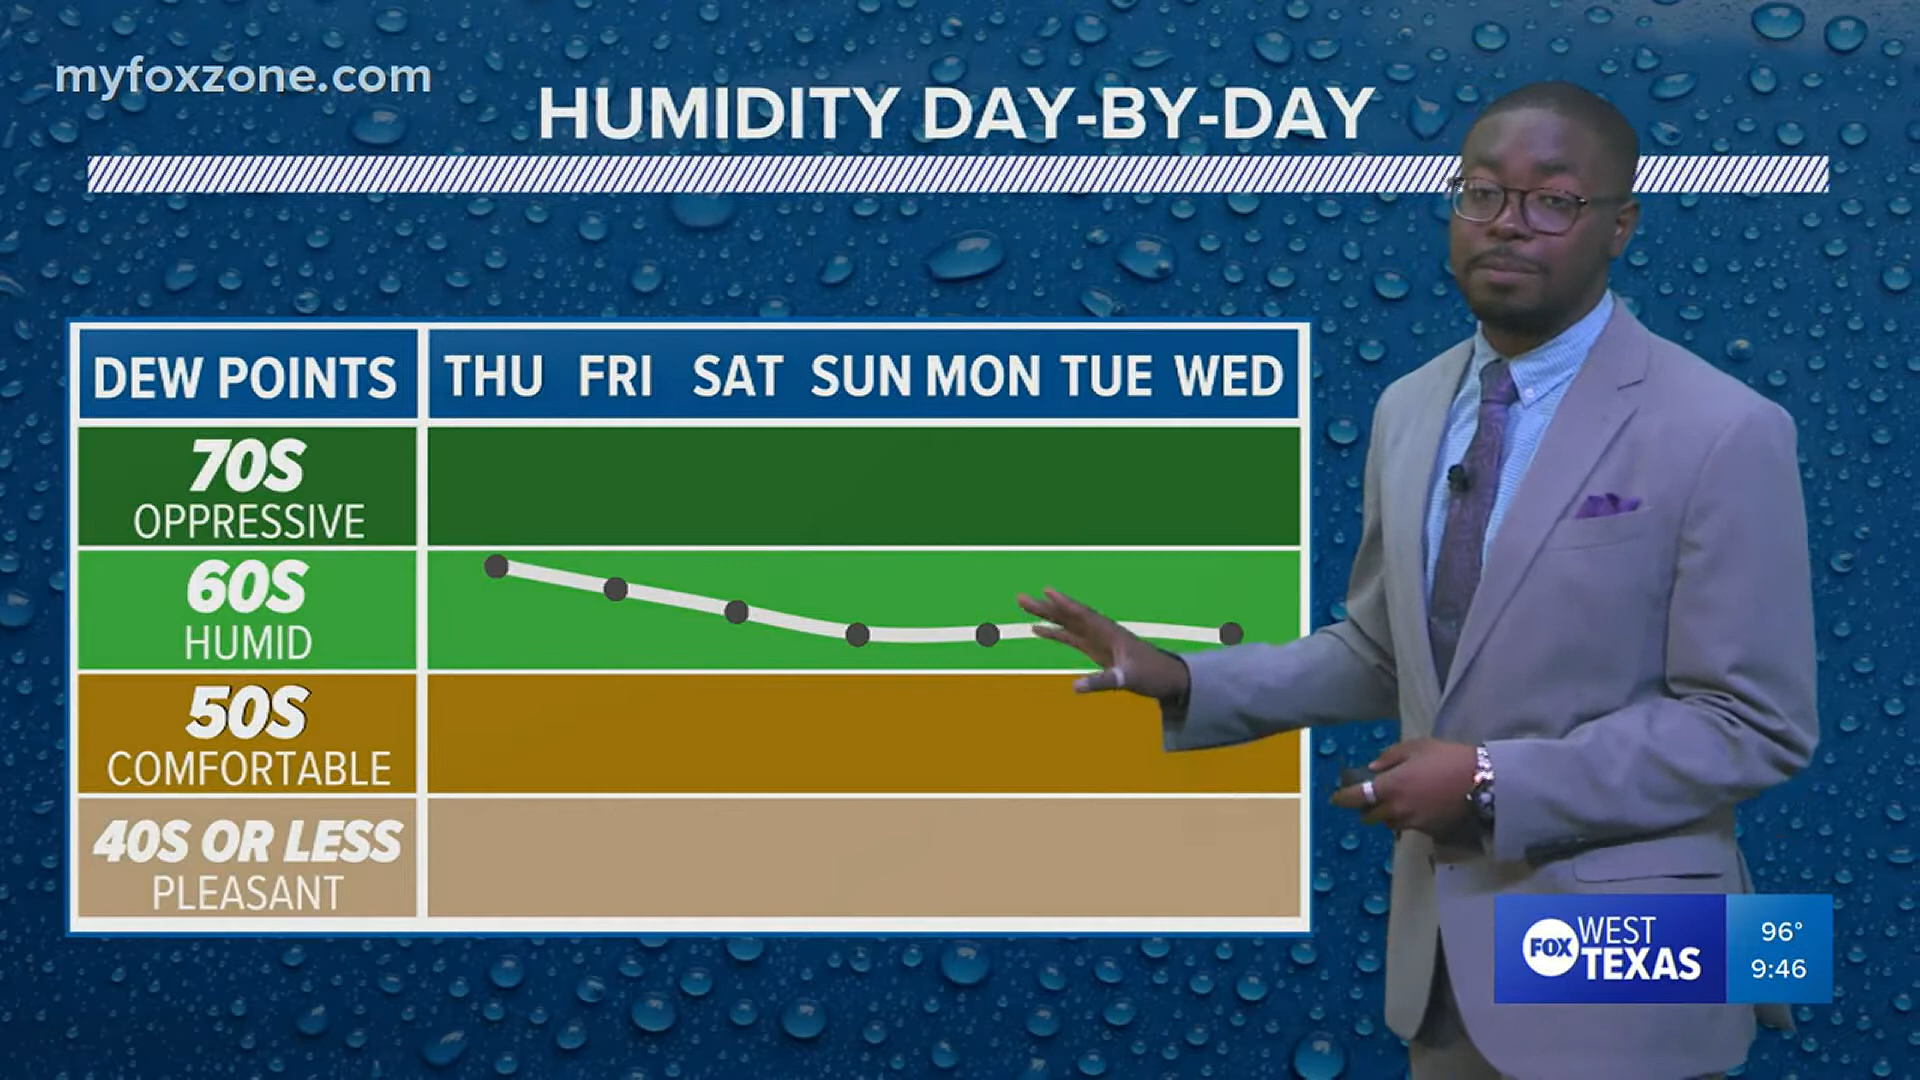 myfoxzone.com
HUMIDITY DAY-BY-DAY
DEW POINTS
THU FRI SAT SUN MON TUE WED
70S
OPPRESSIVE
60S
HUMID
50S
COMFORTABLE
40S OR LESS
PLEASANT
FOX
WEST
TEXAS
96°
9:46